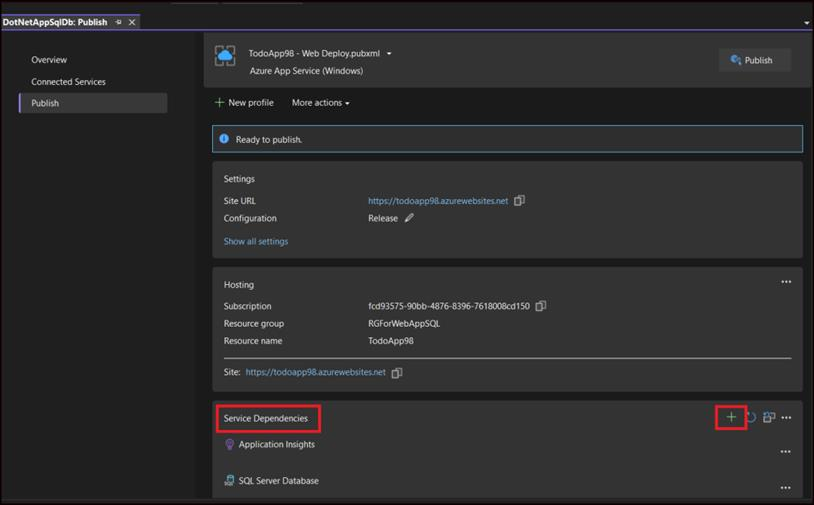 DotNetAppSqlDb: Publish
Overview
Connected Services
Publish
TodoApp98 - Web Deploy.pubxml
Azure App Service (Windows)
Publish
New profile More actions
Ready to publish.
Settings
Site URL https://todoapp98.azurewebsites.net
Configuration Release
Show all settings
Hosting
Subscription fcd93575-90bb-4876-8396-7618008cd150
Resource group RGForWebAppSQL
Resource name TodoApp98
Site: https://todoapp98.azurewebsites.net
Service Dependencies
Application Insights
SQL Server Database